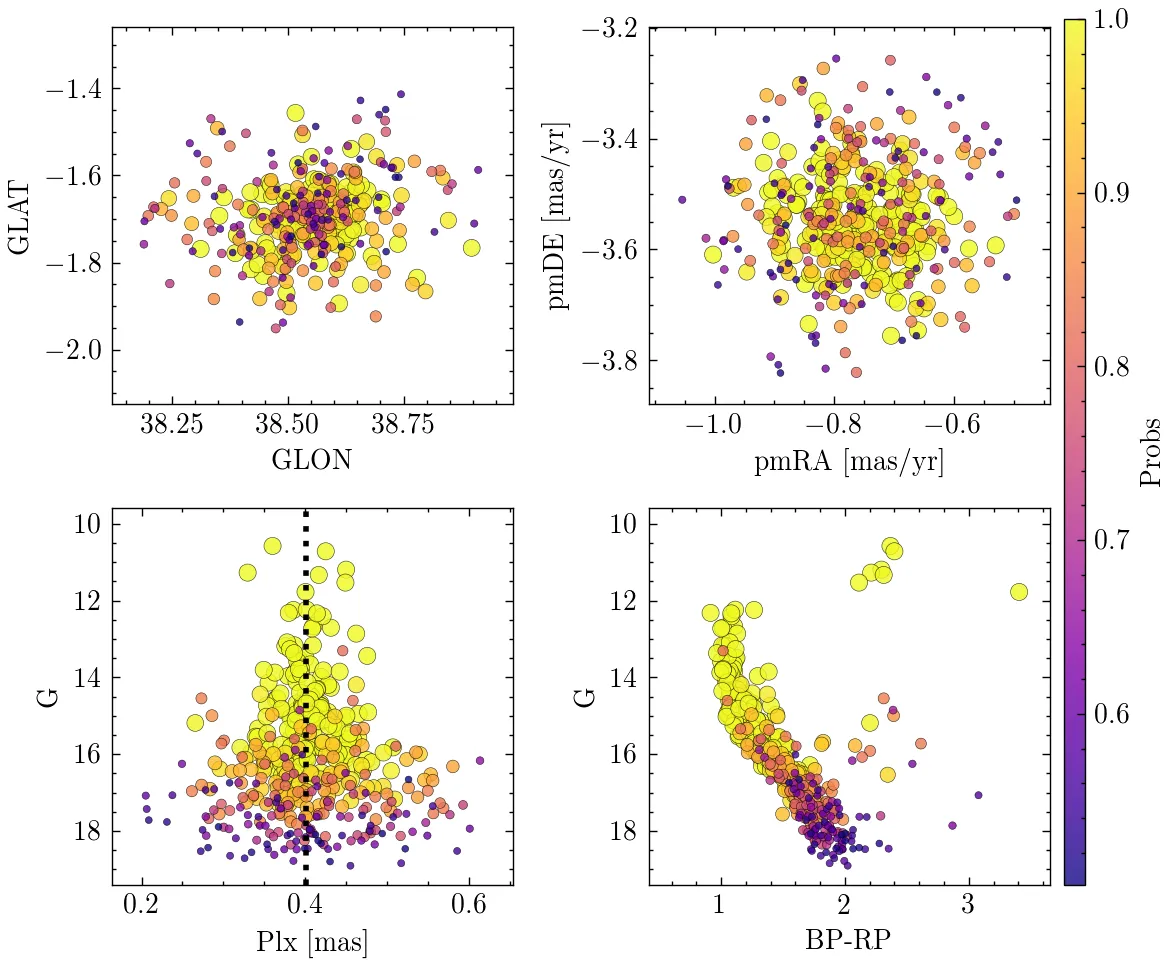 −1.4
−1.6
−1.8
−2.0
GLAT
38.25 38.50 38.75
GLON
−3.2
−3.4
−3.6
−3.8
pmDE [mas/yr]
−1.0 −0.8 −0.6
pmRA [mas/yr]
10
12
14
16
18
G
0.2 0.4 0.6
Plx [mas]
10
12
14
16
18
G
1 2 3
BP-RP
1.0
0.9
0.8
0.7
0.6
Probs